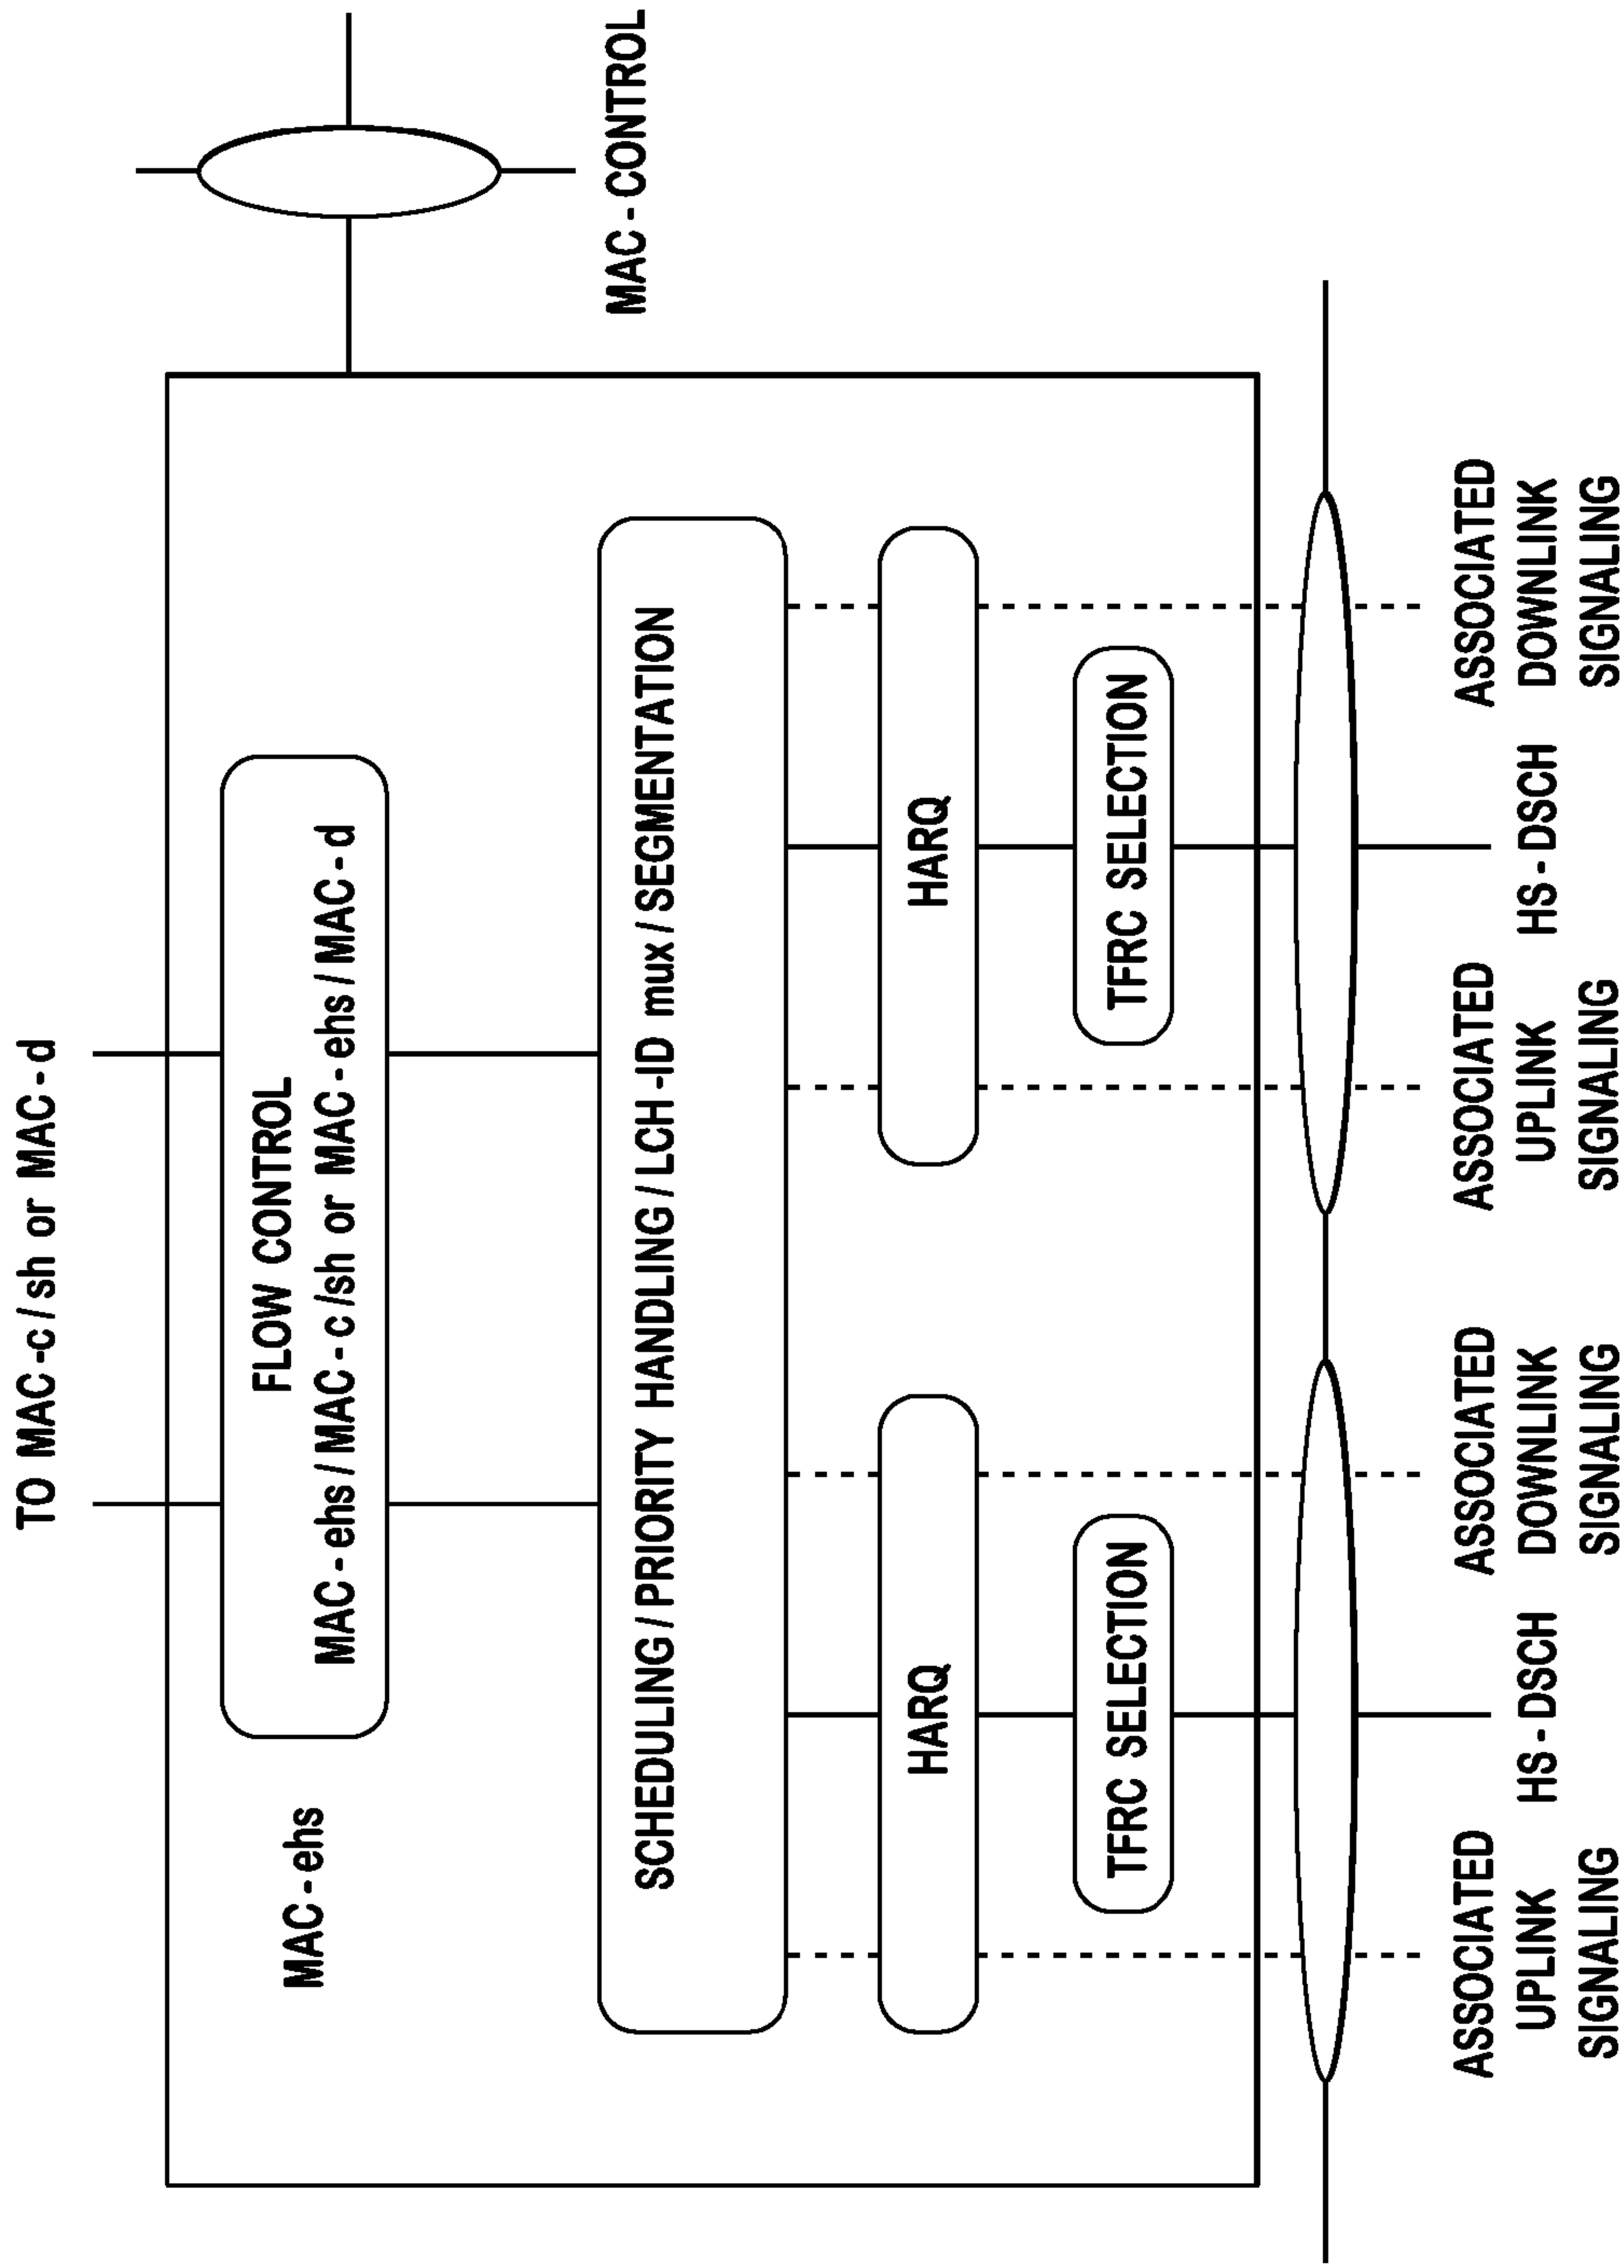 TO MAC-c/sh or MAC-d
FLOW CONTROL
MAC-ehs/MAC-c/sh or MAC-ehs/MAC-d
MAC-ehs
MAC-CONTROL
SCHEDULING/PRIORITY HANDLING/LCH-ID mux/SEGMENTATION
HARQ
HARQ
TFRC SELECTION
TFRC SELECTION
ASSOCIATED
UPLINK
SIGNALING
HS-DSCH
ASSOCIATED
DOWNLINK
SIGNALING
ASSOCIATED
UPLINK
SIGNALING
HS-DSCH
ASSOCIATED
DOWNLINK
SIGNALING